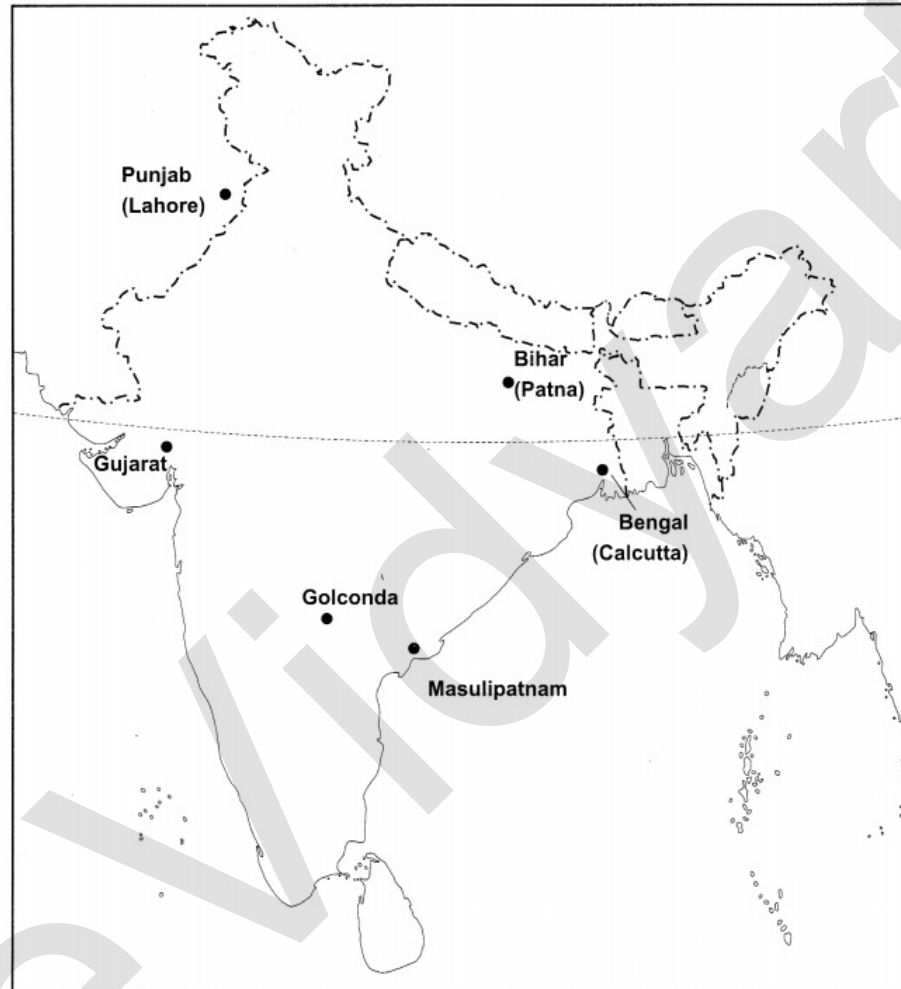 Punjab
(Lahore)
Bihar
(Patna)
Gujarat
Bengal
(Calcutta)
Golconda
Masulipatnam